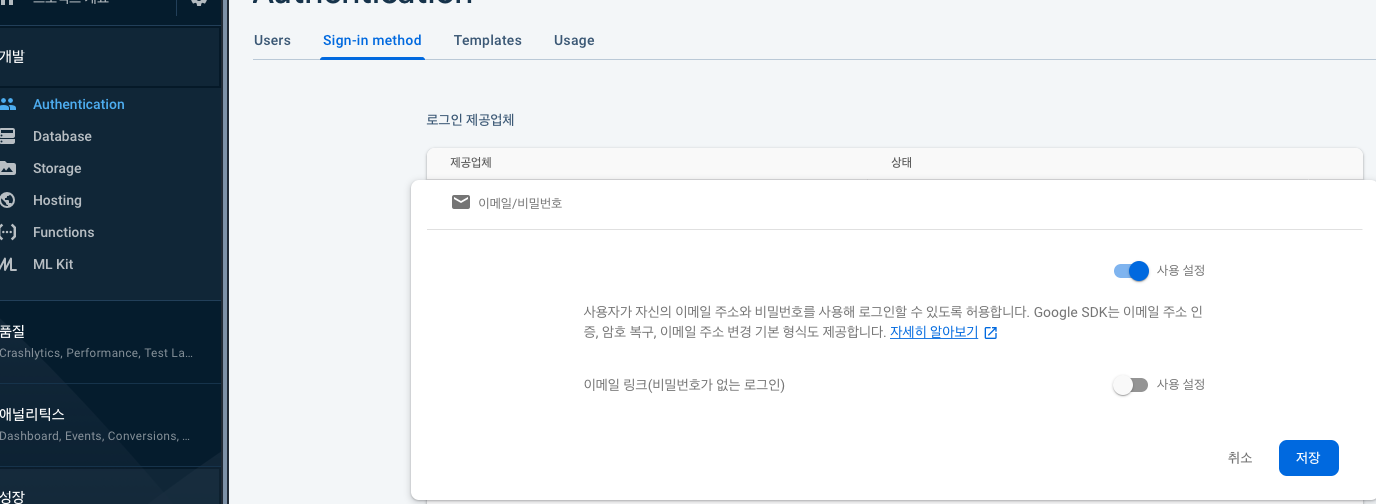 프로젝트 개요
Authentication
Users Sign-in method Templates Usage
개발
Authentication
Database
Storage
Hosting
Functions
ML Kit
품질
Crashlytics, Performance, Test La...
애널리틱스
Dashboard, Events, Conversions, ...
성장
로그인 제공업체
제공업체 상태
이메일/비밀번호
사용 설정
사용자가 자신의 이메일 주소와 비밀번호를 사용해 로그인할 수 있도록 허용합니다. Google SDK는 이메일 주소 인
증, 암호 복구, 이메일 주소 변경 기본 형식도 제공합니다. 자세히 알아보기
이메일 링크(비밀번호가 없는 로그인) 사용 설정
취소 저장